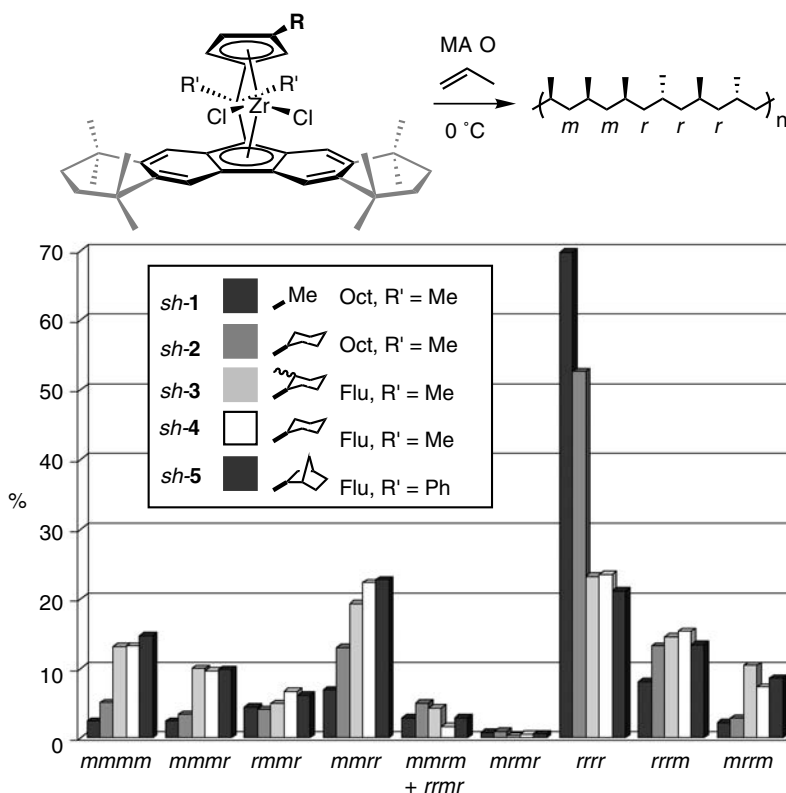 R
R' R'
Cl Zr Cl
MA O
0 °C
m m r r r
n
70
60
50
40
30
20
10
0
%
sh-1 Me Oct, R' = Me
sh-2 Oct, R' = Me
sh-3 Flu, R' = Me
sh-4 Flu, R' = Me
sh-5 Flu, R' = Ph
mmmm mmmr rmmr mmrr mmrm mrmr rrrr rrrm mrrm
+ rrmr